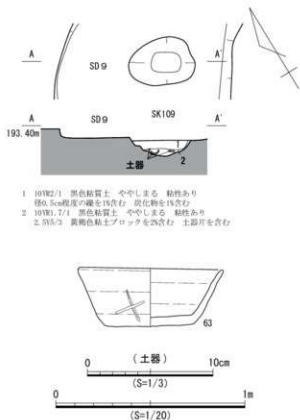 A
A'
SD9
A
SD9
SK109
A'
193.40m
土器
1
2
1 10YR2/1 黒色粘質土 ややしまる 粘性あり
径0.5cm程度の礫を1%含む 炭化物を1%含む
2 10YR1.7/1 黒色粘質土 ややしまる 粘性あり
2.5Y5/3 黄褐色粘土ブロックを2%含む 土器片を含む
63
(土器)
0 10cm
(S=1/3)
0 1m
(S=1/20)